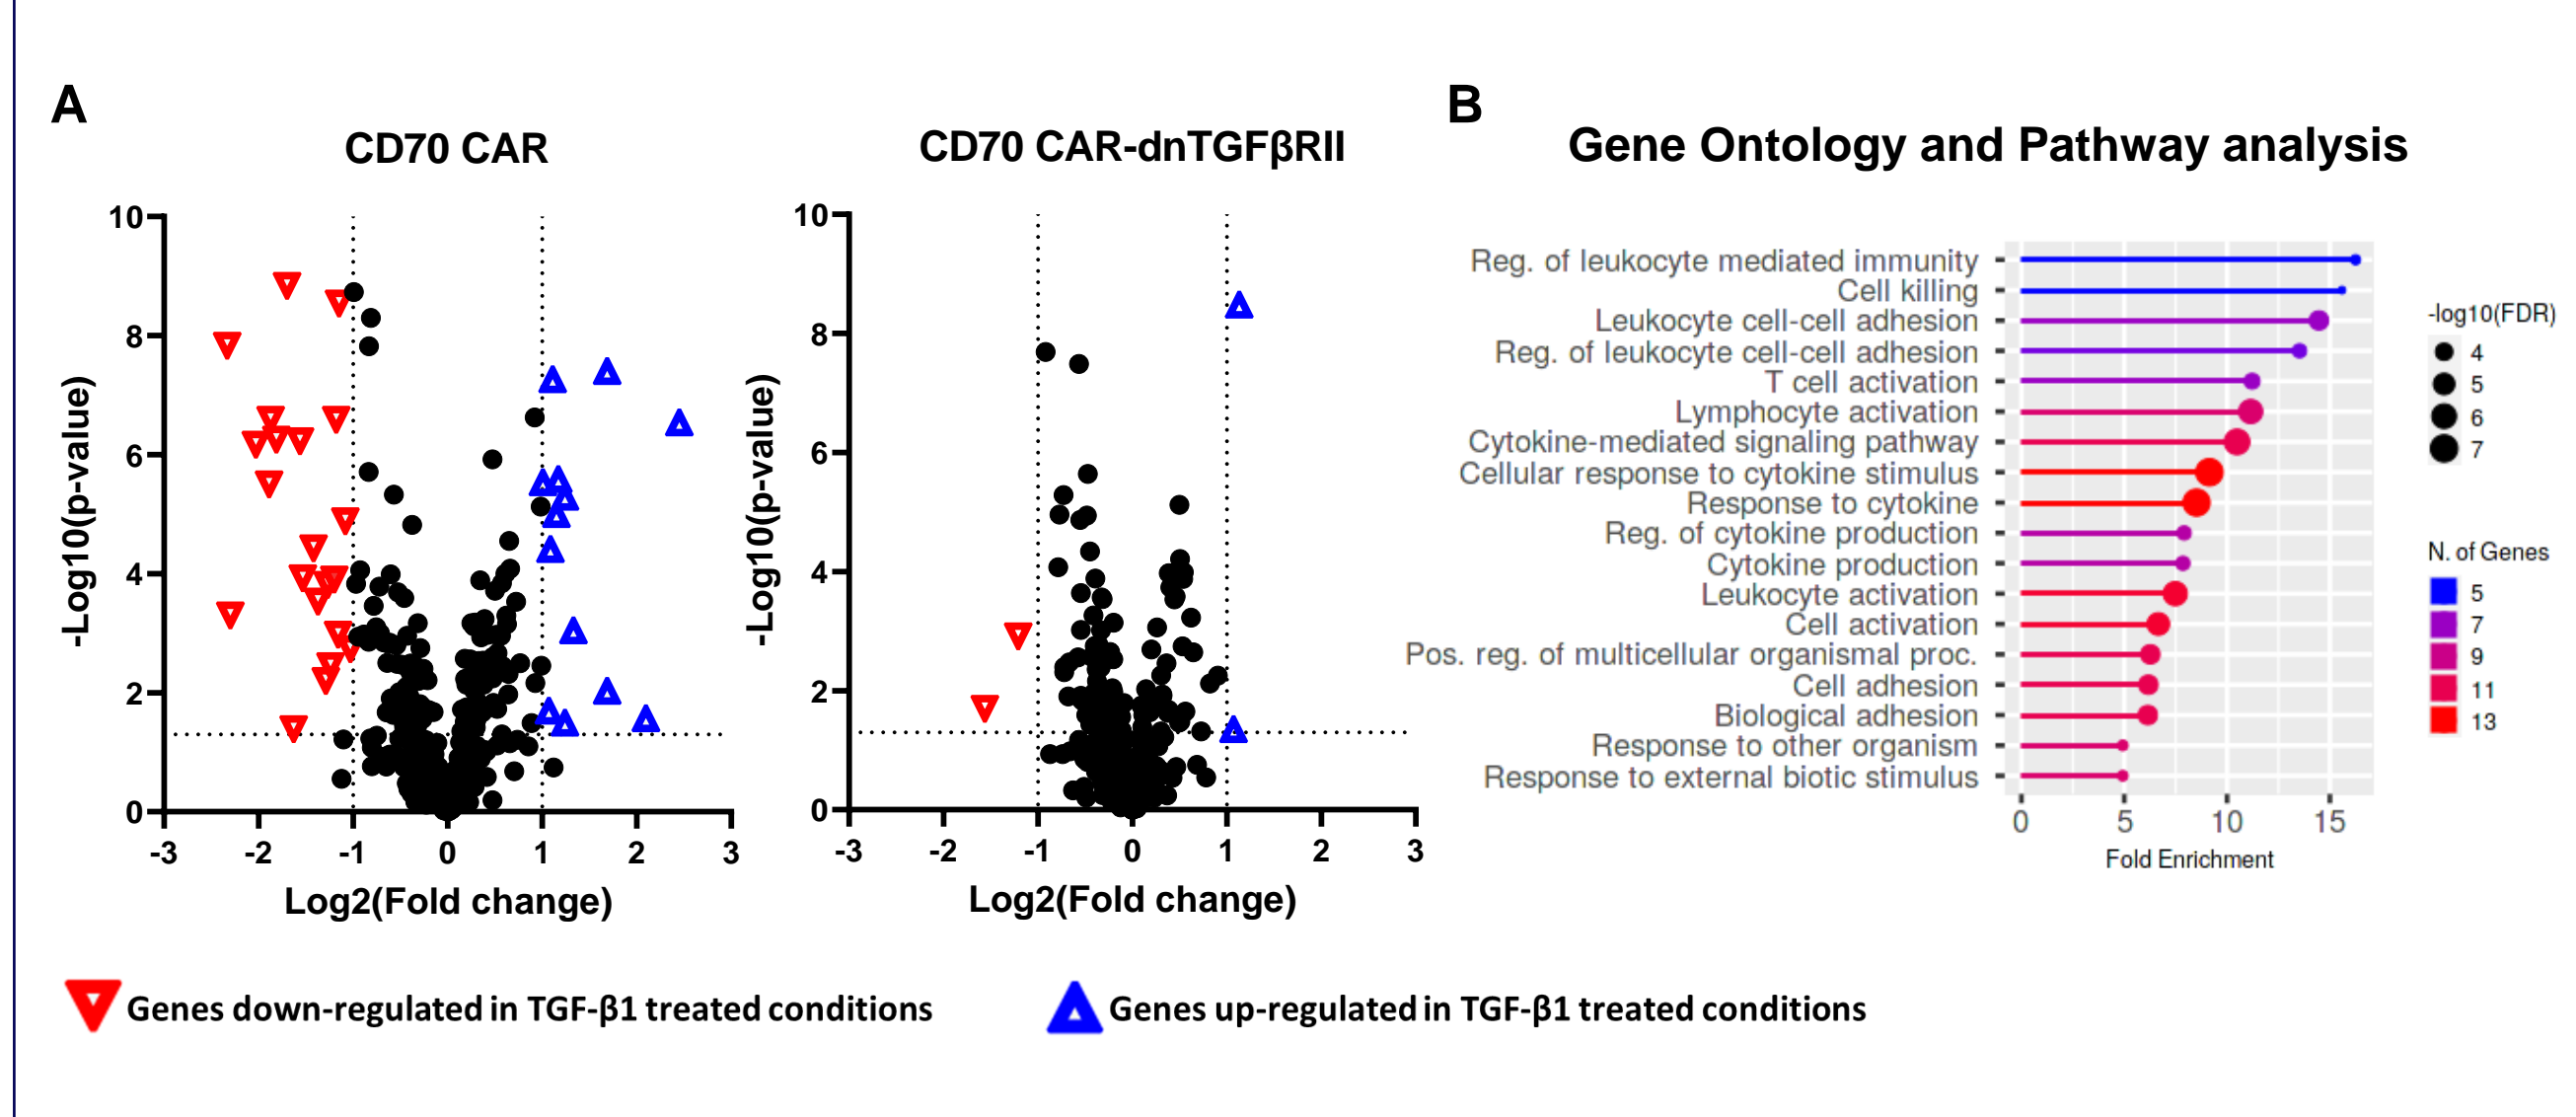 A
CD70 CAR
10
8
6
4
2
0
-3
-2
-1
0
1
2
3
-Log10(p-value)
Log2(Fold change)
CD70 CAR-dnTGFβRII
10
8
6
4
2
0
-3
-2
-1
0
1
2
3
-Log10(p-value)
Log2(Fold change)
Genes down-regulated in TGF-β1 treated conditions
Genes up-regulated in TGF-β1 treated conditions
B
Gene Ontology and Pathway analysis
Reg. of leukocyte mediated immunity
Cell killing
Leukocyte cell-cell adhesion
Reg. of leukocyte cell-cell adhesion
T cell activation
Lymphocyte activation
Cytokine-mediated signaling pathway
Cellular response to cytokine stimulus
Response to cytokine
Reg. of cytokine production
Cytokine production
Leukocyte activation
Cell activation
Pos. reg. of multicellular organismal proc.
Cell adhesion
Biological adhesion
Response to other organism
Response to external biotic stimulus
0
5
10
15
Fold Enrichment
-log10(FDR)
4
5
6
7
N. of Genes
5
7
9
11
13